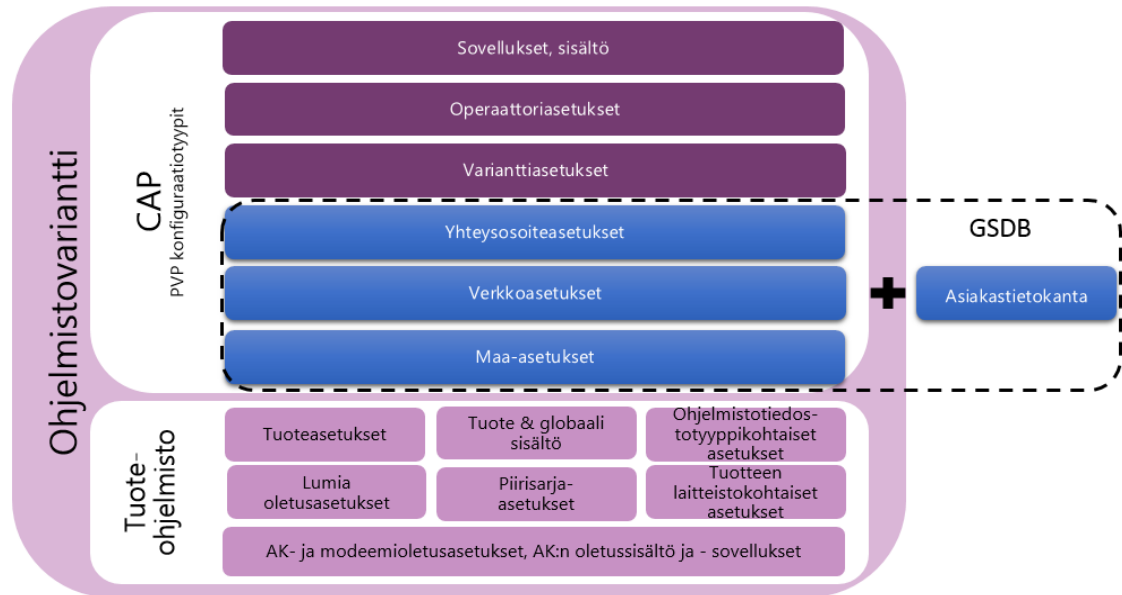 Ohjelmistovariantti
CAP
PVP konfiguraatiotyypit
Sovellukset, sisältö
Operaattoriasetukset
Varianttiasetukset
Yhteysosoiteasetukset
Verkkoasetukset
Maa-asetukset
GSDB
Asiakastietokanta
Tuote-
ohjelmisto
Tuoteasetukset
Tuote & globaali
sisältö
Ohjelmistotiedos-
totyyppikohtaiset
asetukset
Lumia
oletusasetukset
Piirisarja-
asetukset
Tuotteen
laitteistokohtaiset
asetukset
AK- ja modeemioletusasetukset, AK:n oletussisältö ja - sovellukset